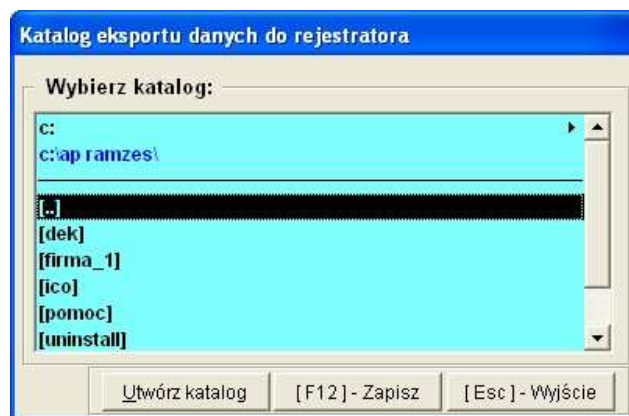 Katalog eksportu danych do rejestratora
Wybierz katalog:
c:
c:\ap ramzes\
[..]
[dek]
[firma_1]
[ico]
[pomoc]
[uninstall]
Utwórz katalog [ F12 ] - Zapisz [ Esc ] - Wyjście